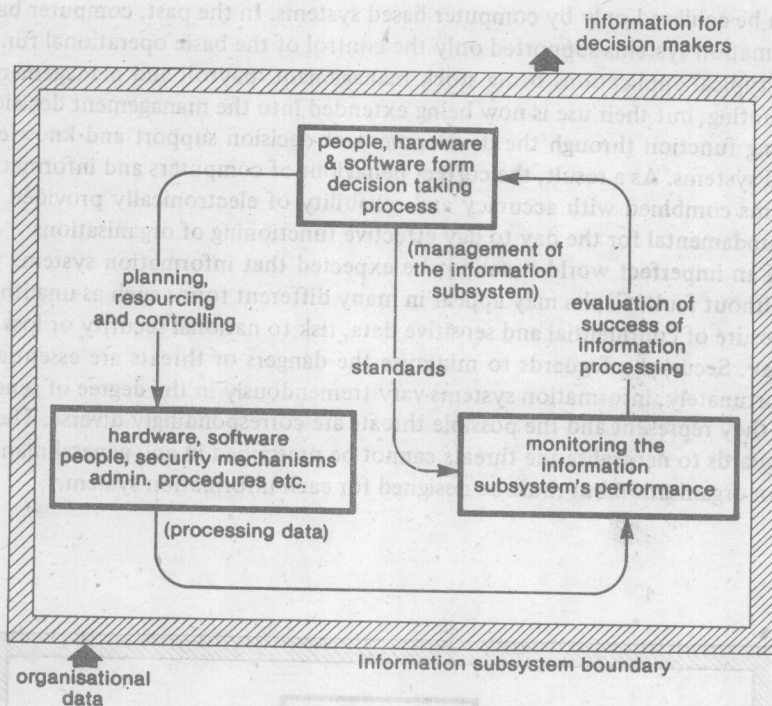 information for
decision makers
people, hardware
& software form
decision taking
process
(management of
the information
subsystem)
planning,
resourcing
and controlling
evaluation of
success of
information
processing
standards
hardware, software
people, security mechanisms
admin. procedures etc.
monitoring the
information
subsystem's performance
(processing data)
Information subsystem boundary
organisational
data